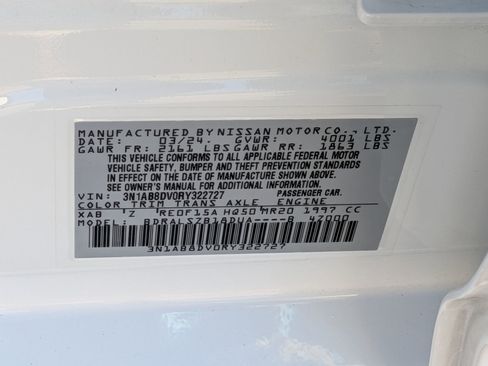 MANUFACTURED BY NISSAN MOTOR CO., LTD.
DATE: 03/24. GVWR: 4001 LBS
GAWR FR: 2161 LBS GAWR RR: 1863 LBS
THIS VEHICLE CONFORMS TO ALL APPLICABLE FEDERAL MOTOR
VEHICLE SAFETY, BUMPER AND THEFT PREVENTION STANDARDS
IN EFFECT ON THE DATE OF MANUFACTURE SHOWN ABOVE.
SEE OWNER'S MANUAL FOR ADDITIONAL INFORMATION.
VIN: 3N1AB8DV0RY322727 PASSENGER CAR.
COLOR TRIM TRANS AXLE ENGINE
XAB Z RE0F15A HQ50 MR20 1997 CC
MODEL: BDRALSZB18DUA---B 47000
3N1AB8DV0RY322727